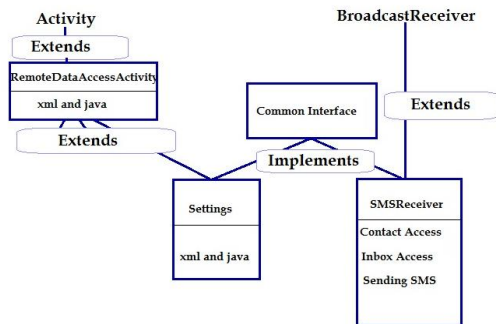 Activity
BroadcastReceiver
Extends
RemoteDataAccessActivity
xml and java
Extends
Common Interface
Extends
Implements
Settings
xml and java
SMSReceiver
Contact Access
Inbox Access
Sending SMS